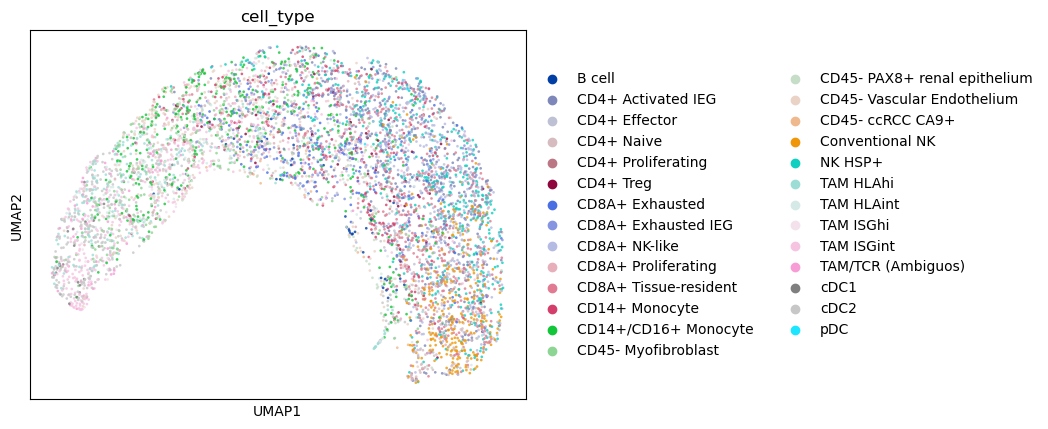 cell_type
UMAP2
UMAP1
B cell
CD4+ Activated IEG
CD4+ Effector
CD4+ Naive
CD4+ Proliferating
CD4+ Treg
CD8A+ Exhausted
CD8A+ Exhausted IEG
CD8A+ NK-like
CD8A+ Proliferating
CD8A+ Tissue-resident
CD14+ Monocyte
CD14+/CD16+ Monocyte
CD45- Myofibroblast
CD45- PAX8+ renal epithelium
CD45- Vascular Endothelium
CD45- ccRCC CA9+
Conventional NK
NK HSP+
TAM HLAhi
TAM HLAint
TAM ISGhi
TAM ISGint
TAM/TCR (Ambiguos)
cDC1
cDC2
pDC